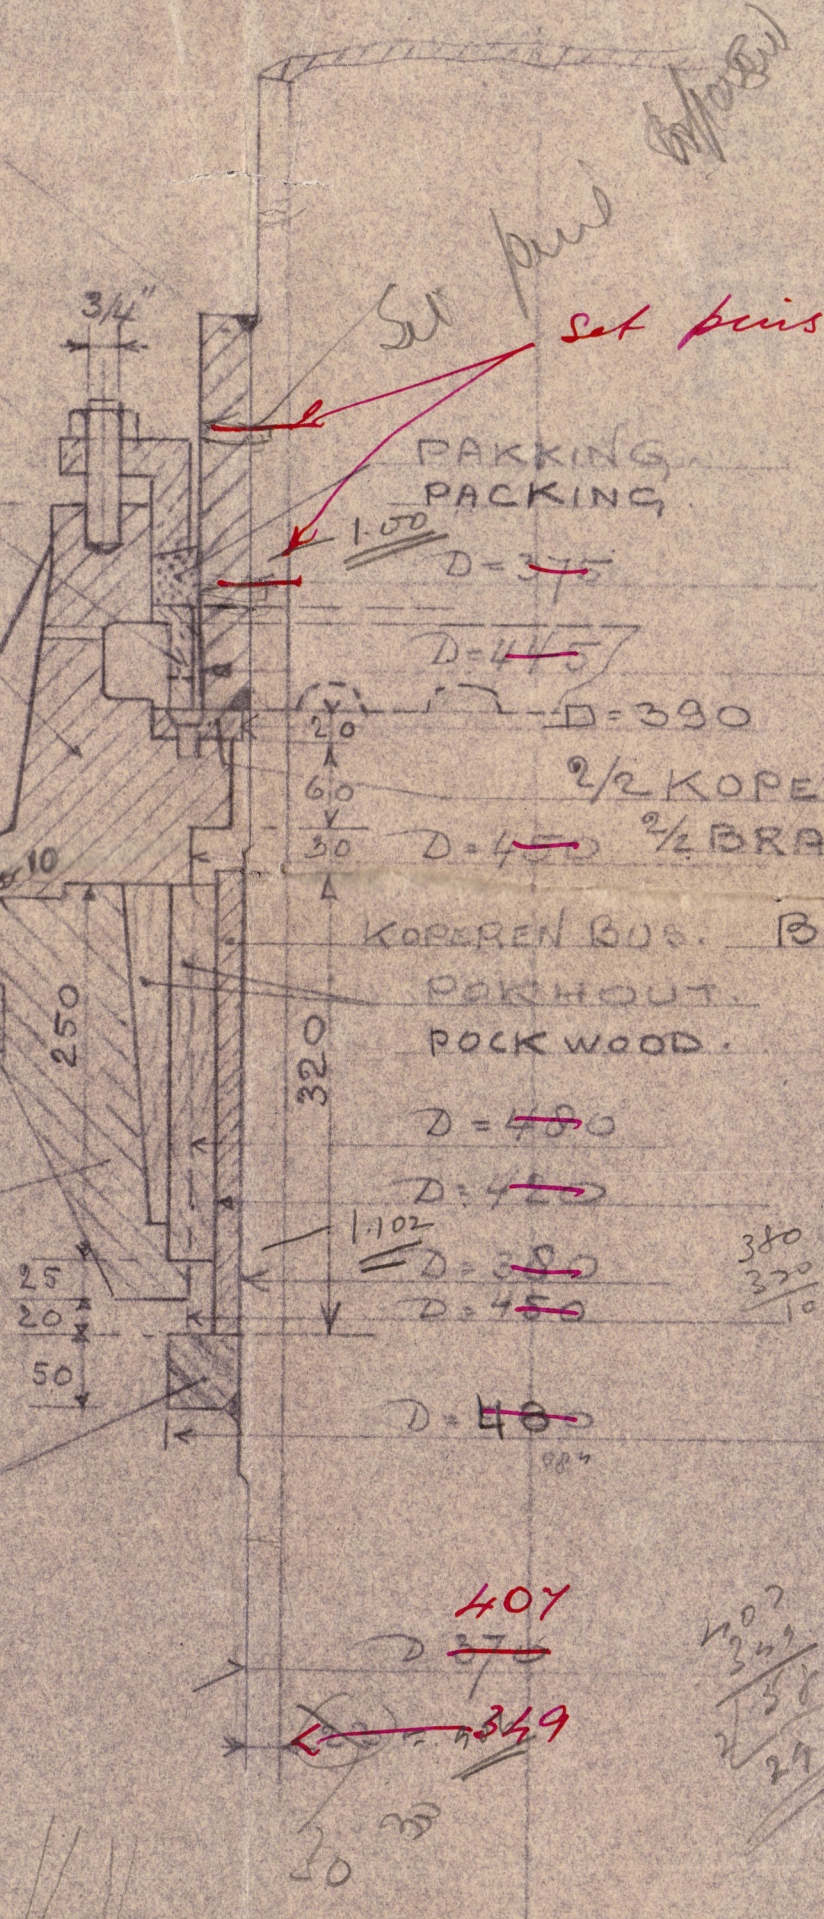 Set pins
3/4"
Set pins
PAKKING
PACKING.
1.00
D=375
D=445
D=390
20
2/2 KOPE
60
2/2 BRA
30
D=450
10
KOPEREN BUS. B
POKHOUT.
250
POCKWOOD.
320
D=480
D=420
1.102
380
D=380
25
D=450
20
50
D=480
407
D 370
349
29
30